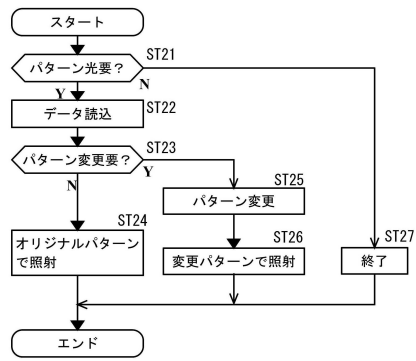 スタート
ST21
パターン光要？
N
Y
ST22
データ読込
ST23
パターン変更要？
Y
N
ST25
パターン変更
ST24
オリジナルパターン
で照射
ST26
変更パターンで照射
ST27
終了
エンド